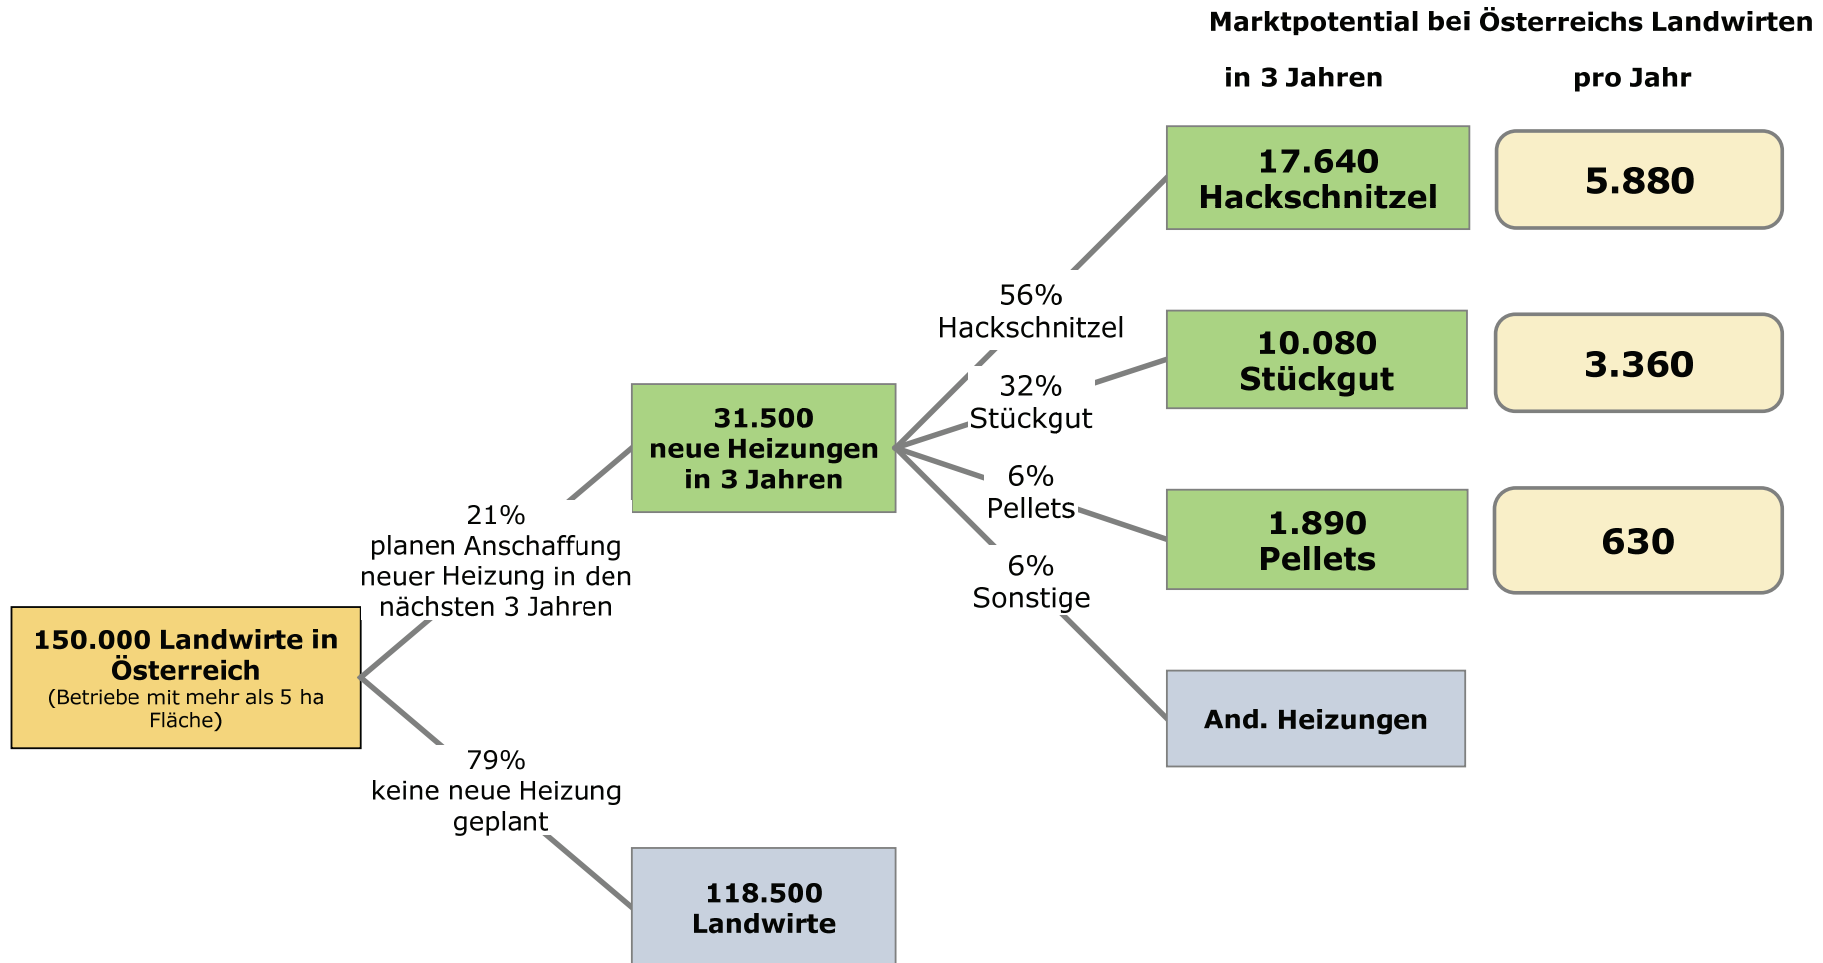 Marktpotential bei Österreichs Landwirten
in 3 Jahren
pro Jahr
17.640
Hackschnitzel
5.880
56%
Hackschnitzel
10.080
Stückgut
3.360
32%
Stückgut
31.500
neue Heizungen
in 3 Jahren
6%
Pellets
1.890
Pellets
630
21%
planen Anschaffung
neuer Heizung in den
nächsten 3 Jahren
6%
Sonstige
150.000 Landwirte in
Österreich
(Betriebe mit mehr als 5 ha
Fläche)
And. Heizungen
79%
keine neue Heizung
geplant
118.500
Landwirte